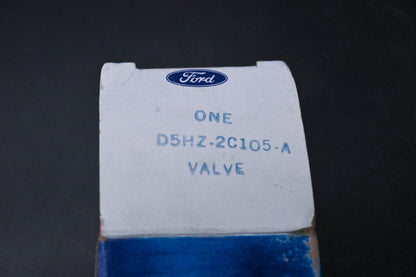 Ford
ONE
D5HZ-2C105-A
VALVE